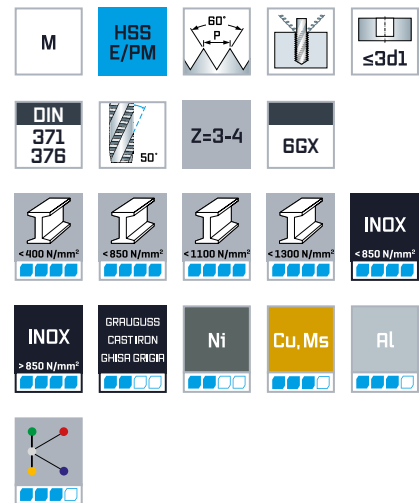 M
HSS
E/PM
60°
P
≤3d1
DIN
371
376
50°
Z=3-4
6GX
<400 N/mm²
<850 N/mm²
<1100 N/mm²
<1300 N/mm²
INOX
<850 N/mm²
INOX
>850 N/mm²
GRAUGUSS
CAST IRON
GHISA GRIGIA
Ni
Cu, Ms
Al